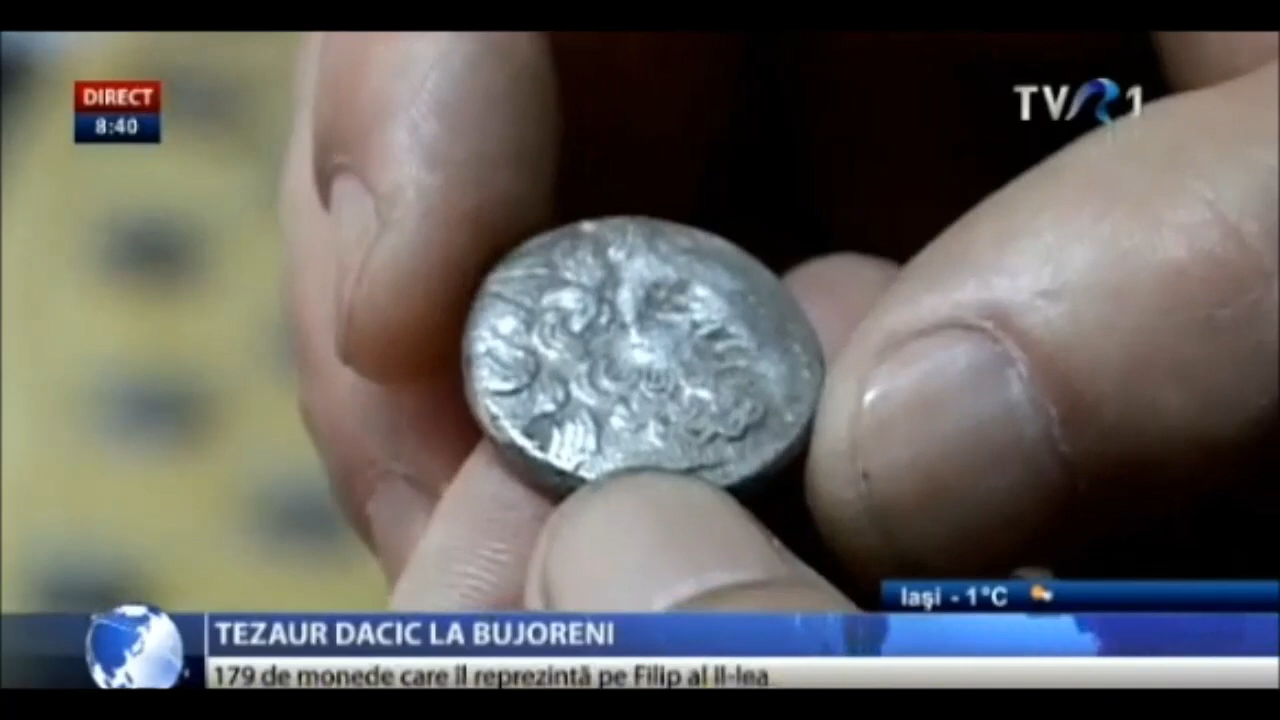 DIRECT
8:40
TVR1
Iaşi - 1°C
TEZAUR DACIC LA BUJORENI
179 de monede care îl reprezintă pe Filip al II-lea